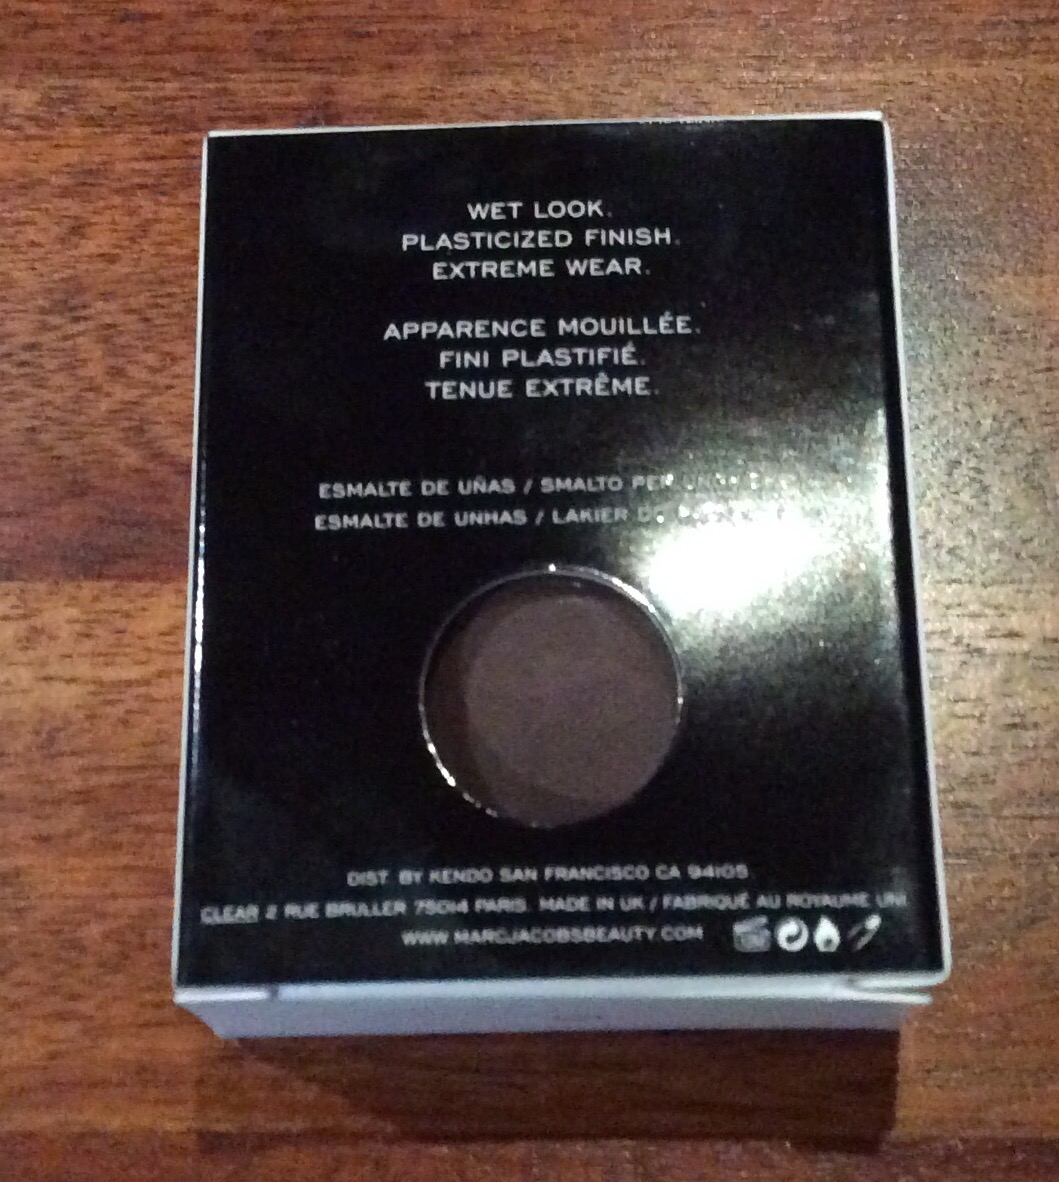 WET LOOK.
PLASTICIZED FINISH.
EXTREME WEAR.
APPARENCE MOUILLÉE.
FINI PLASTIFIÉ.
TENUE EXTRÊME.
ESMALTE DE UÑAS / SMALTO PER
ESMALTE DE UNHAS / LAKIER DO
DIST. BY KENDO SAN FRANCISCO CA 94105
CLEAR 2 RUE BRULLER 75014 PARIS. MADE IN UK / FABRIQUÉ AU ROYAUME UNI
WWW.MARCJACOBSBEAUTY.COM